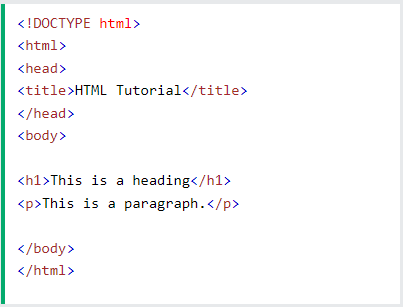 <!DOCTYPE html>
<html>
<head>
<title>HTML Tutorial</title>
</head>
<body>
<h1>This is a heading</h1>
<p>This is a paragraph.</p>
</body>
</html>